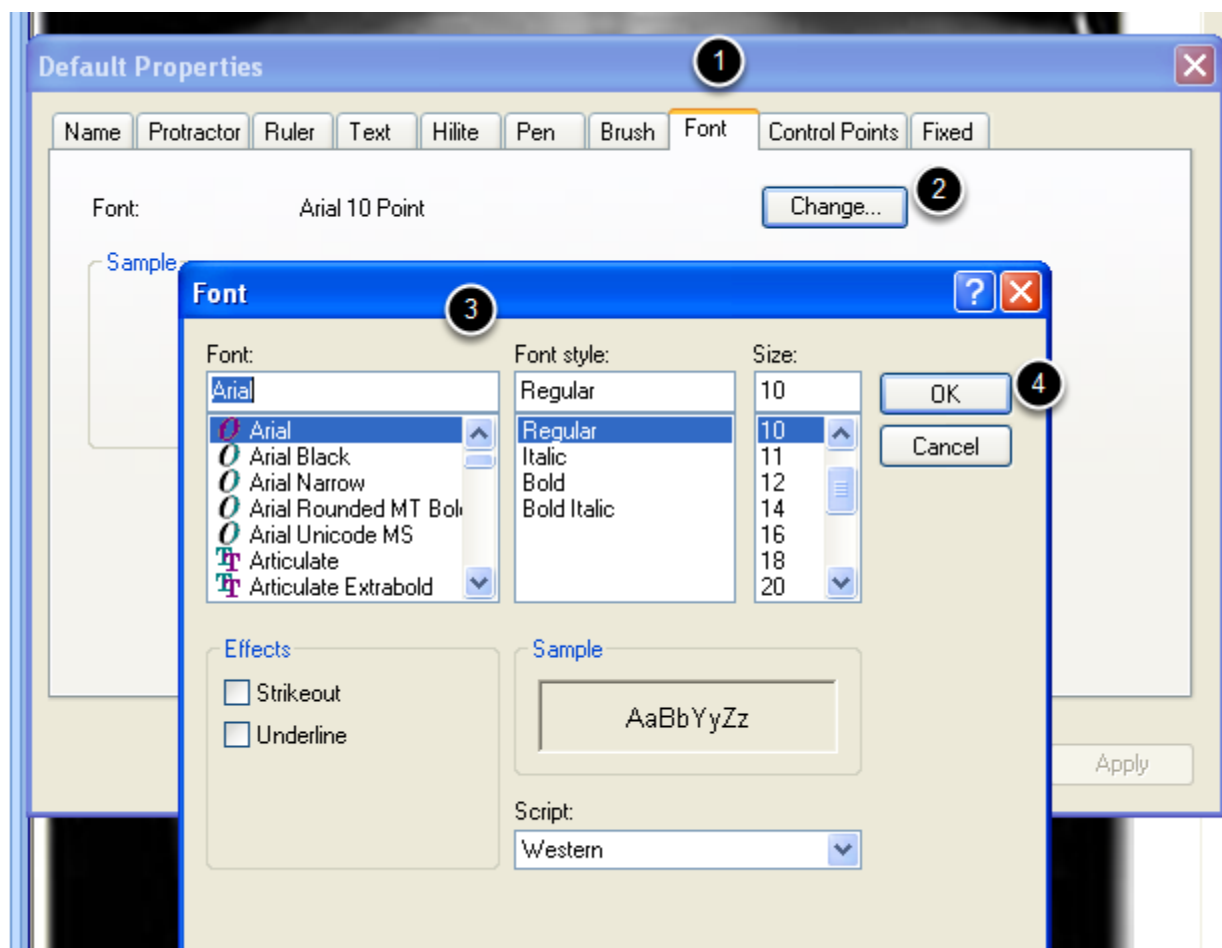 Default Properties
1
Name Protractor Ruler Text Hilite Pen Brush Font Control Points Fixed
Font: Arial 10 Point Change... 2
Sample
Font
3
Font: Font style: Size:
Arial Regular 10 OK 4
Arial Regular 10 Cancel
Arial Black Italic 11
Arial Narrow Bold 12
Arial Rounded MT Bold Bold Italic 14
Arial Unicode MS 16
Articulate 18
Articulate Extrabold 20
Effects Sample
Strikeout
AaBbYyZz
Underline
Apply
Script:
Western